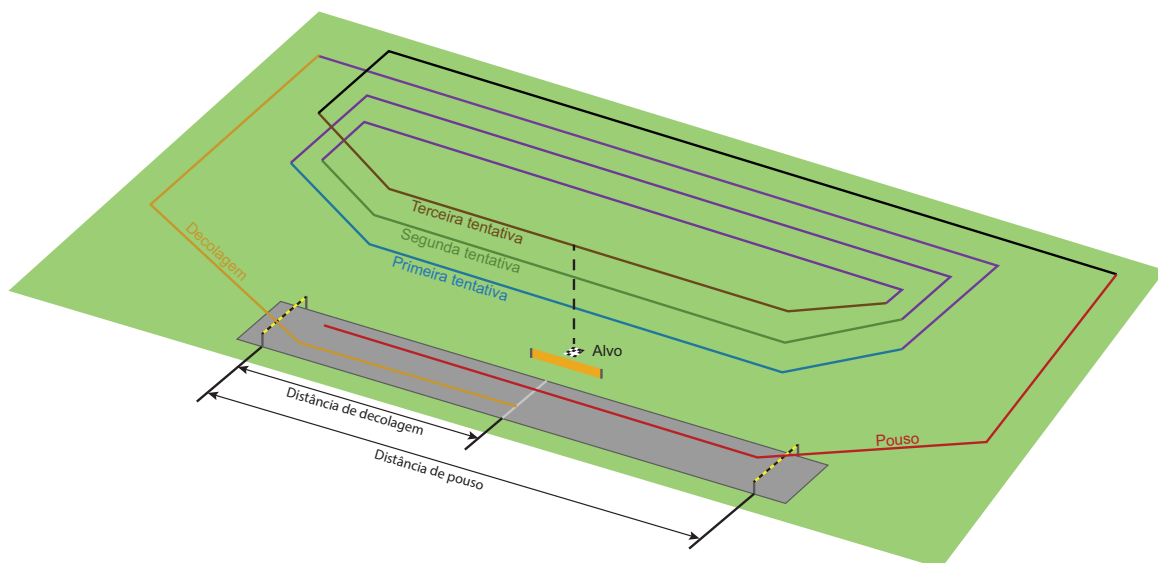 Terceira tentativa
Segunda tentativa
Primeira tentativa
Decolagem
Alvo
Distância de decolagem
Distância de pouso
Pouso